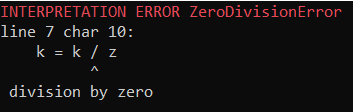 INTERPRETATION ERROR ZeroDivisionError
line 7 char 10:
k = k / z
^
division by zero